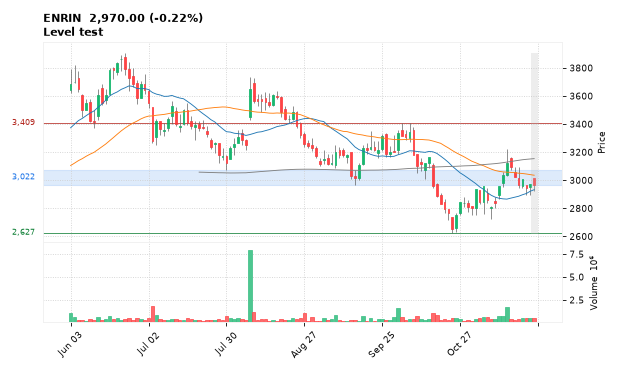 ENRIN 2,970.00 (-0.22%)
Level test
3,409
3,022
2,627
3800
3600
3400
3200
3000
2800
2600
Price
7.5
5.0
2.5
Volume 10⁶
Jun 03
Jul 02
Jul 30
Aug 27
Sep 25
Oct 27